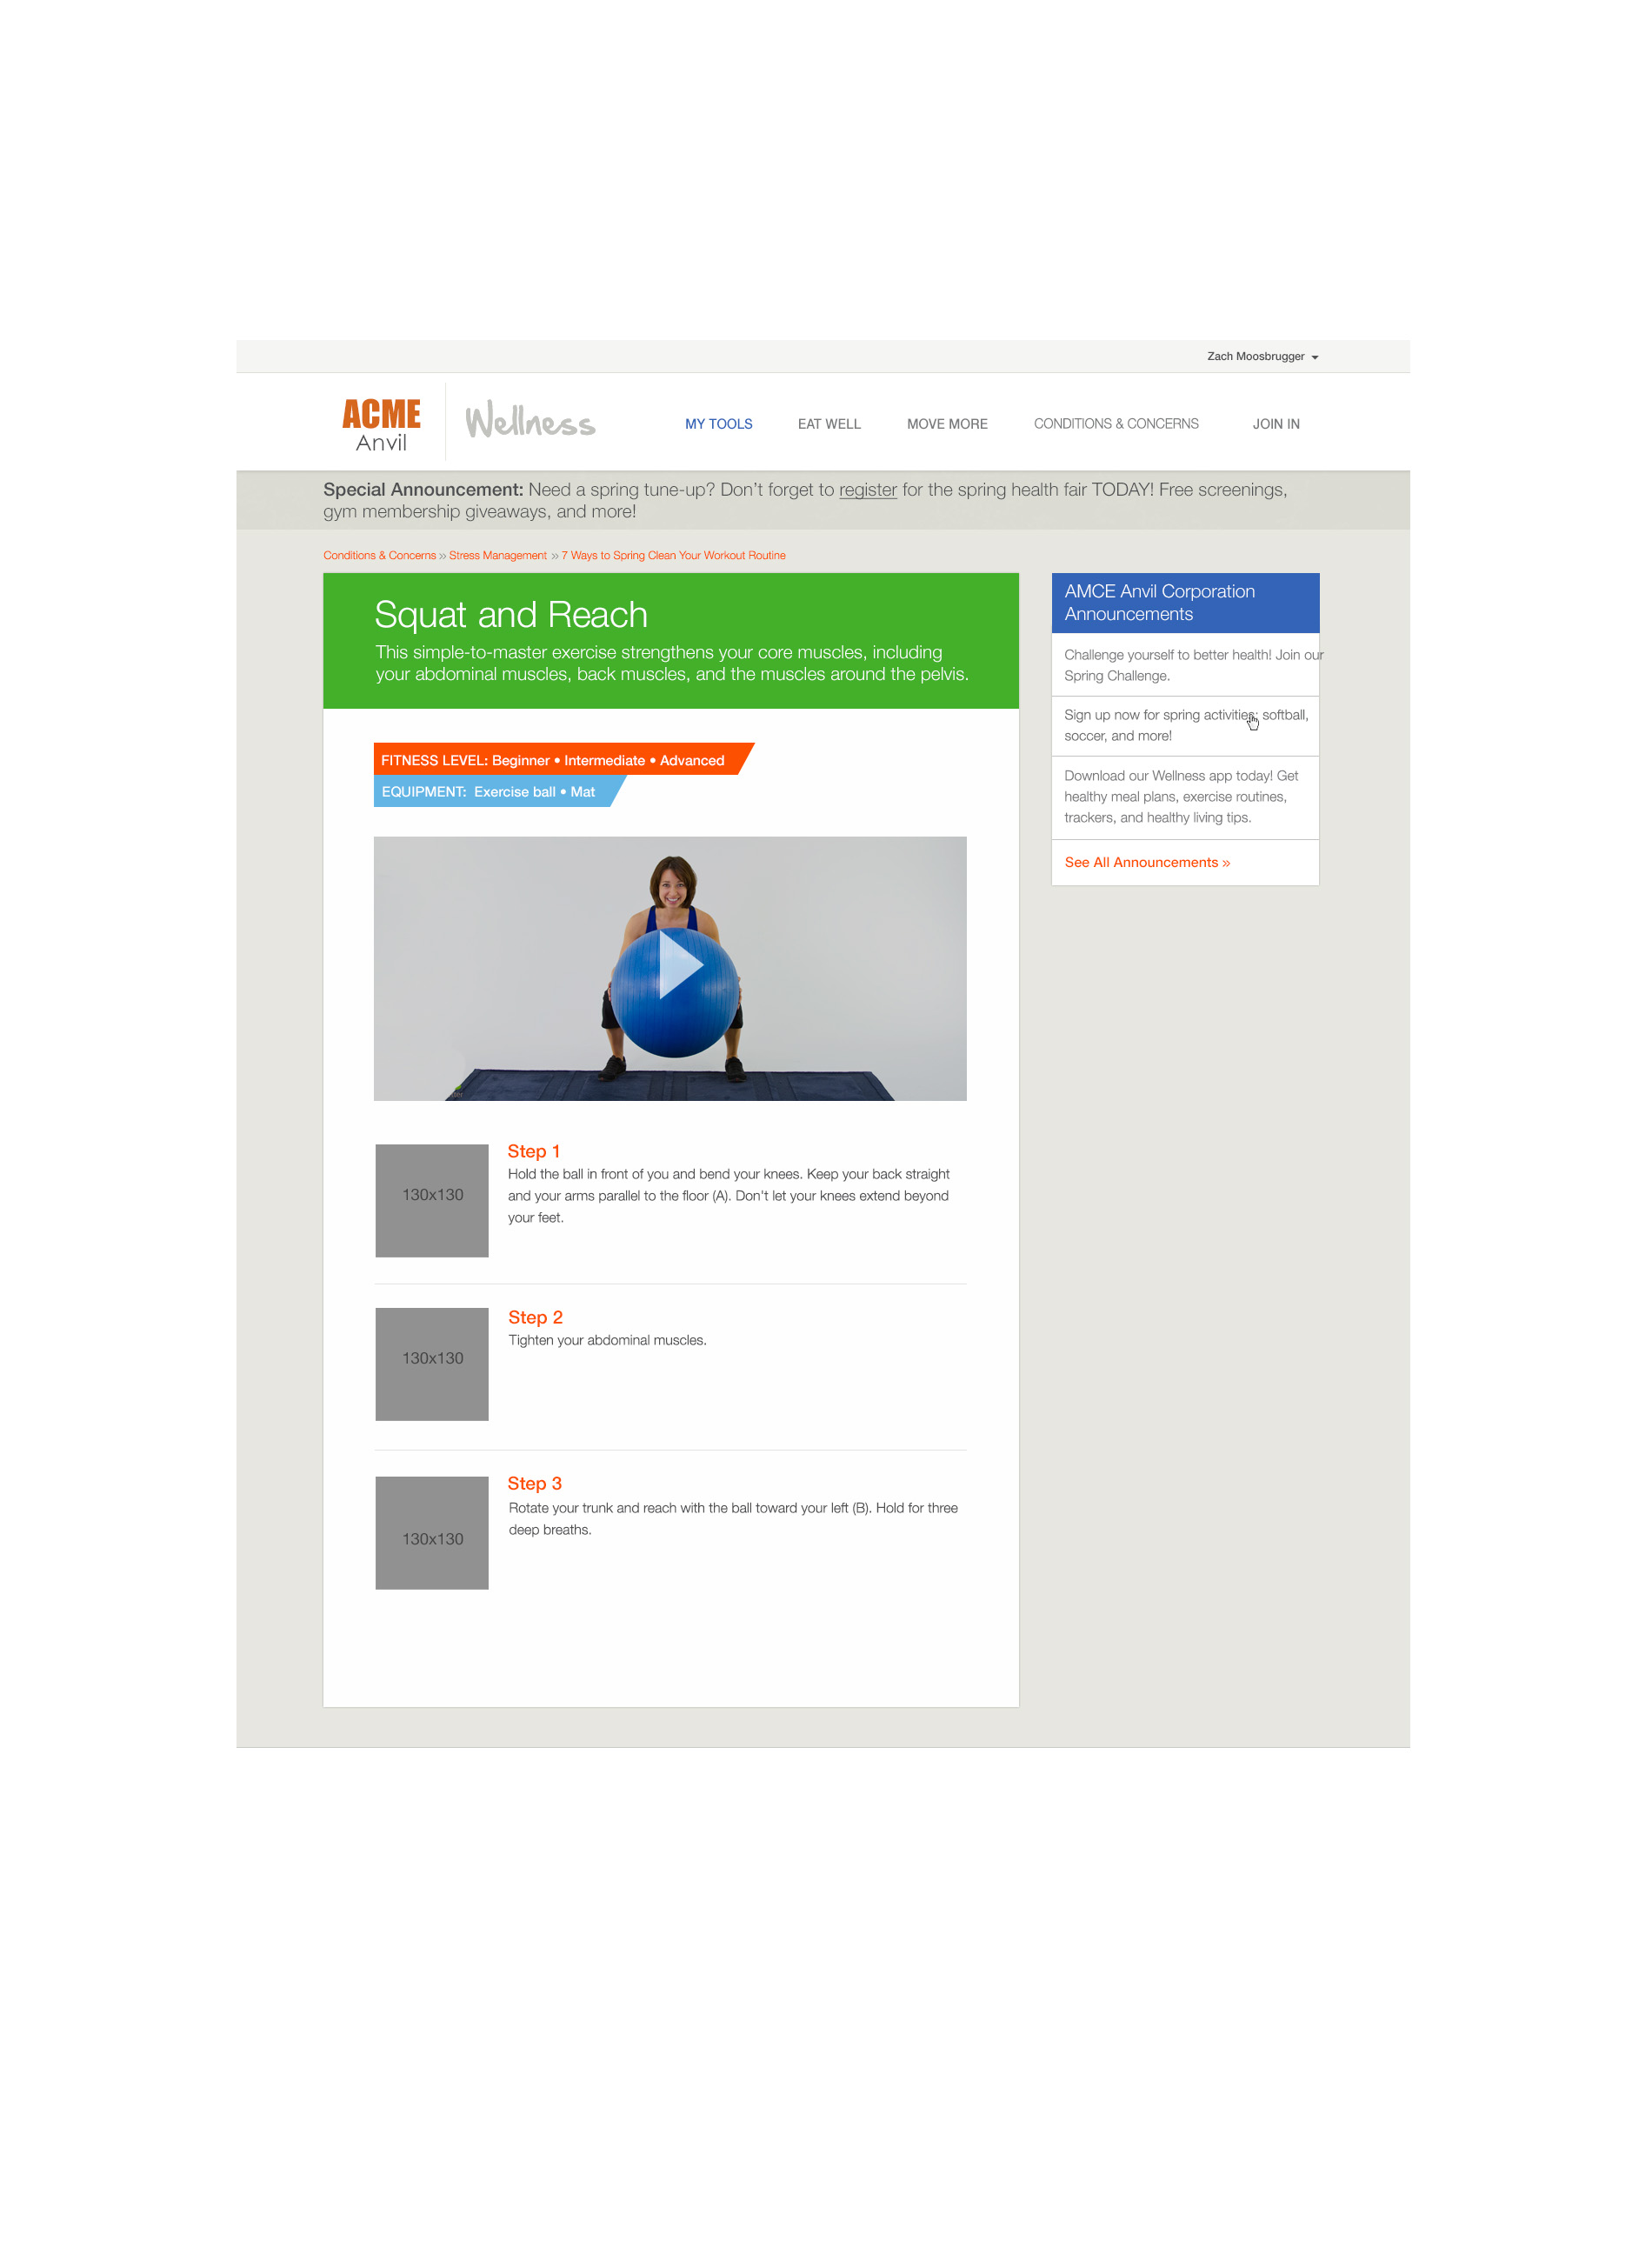 Zach Moosbrugger
ACME
Anvil
Wellness
MY TOOLS
EAT WELL
MOVE MORE
CONDITIONS & CONCERNS
JOIN IN
Special Announcement: Need a spring tune-up? Don’t forget to register for the spring health fair TODAY! Free screenings,
gym membership giveaways, and more!
Conditions & Concerns » Stress Management » 7 Ways to Spring Clean Your Workout Routine
Squat and Reach
This simple-to-master exercise strengthens your core muscles, including
your abdominal muscles, back muscles, and the muscles around the pelvis.
FITNESS LEVEL: Beginner • Intermediate • Advanced
EQUIPMENT: Exercise ball • Mat
Step 1
130x130
Hold the ball in front of you and bend your knees. Keep your back straight
and your arms parallel to the floor (A). Don't let your knees extend beyond
your feet.
Step 2
130x130
Tighten your abdominal muscles.
Step 3
130x130
Rotate your trunk and reach with the ball toward your left (B). Hold for three
deep breaths.
AMCE Anvil Corporation
Announcements
Challenge yourself to better health! Join our
Spring Challenge.
Sign up now for spring activities: softball,
soccer, and more!
Download our Wellness app today! Get
healthy meal plans, exercise routines,
trackers, and healthy living tips.
See All Announcements »